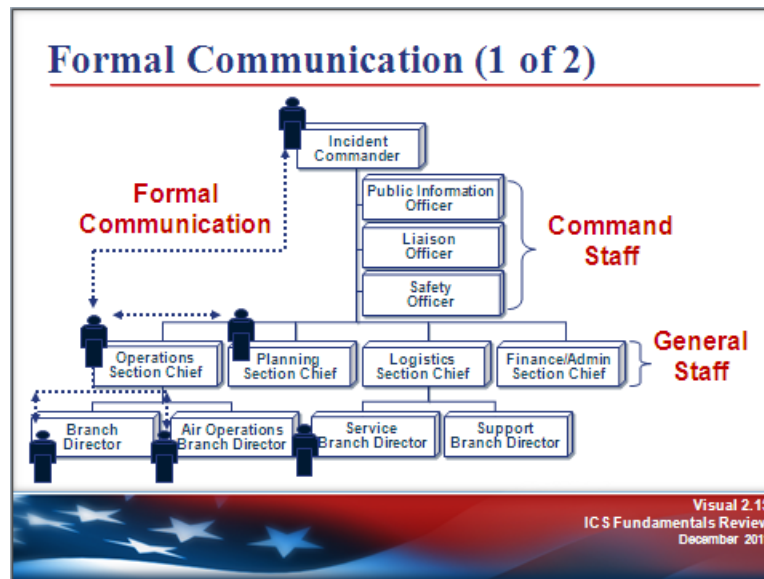 Formal Communication (1 of 2)
Incident
Commander
Formal
Communication
Public Information
Officer
Liaison
Officer
Safety
Officer
Command
Staff
Operations
Section Chief
Planning
Section Chief
Logistics
Section Chief
Finance/Admin
Section Chief
General
Staff
Branch
Director
Air Operations
Branch Director
Service
Branch Director
Support
Branch Director
Visual
ICS Fundamentals Review
December